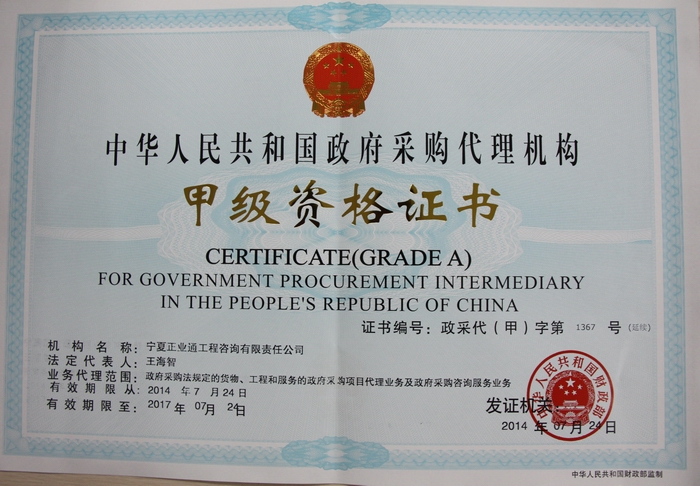 中华人民共和国政府采购代理机构
甲级资格证书
CERTIFICATE(GRADE A)
FOR GOVERNMENT PROCUREMENT INTERMEDIARY
IN THE PEOPLE'S REPUBLIC OF CHINA
证书编号：政采代（甲）字第 1367 号 (延续)
机构名称：宁夏正业通工程咨询有限责任公司
法定代表人：王海智
业务代理范围：政府采购法规定的货物、工程和服务的政府采购项目代理业务及政府采购咨询服务业务
有效期限从：2014 年 7 月 24 日
有效期限至：2017 年 07 月 24 日
发证机关：
中华人民共和国财政部
2014 年 07 月 24 日
中华人民共和国财政部监制